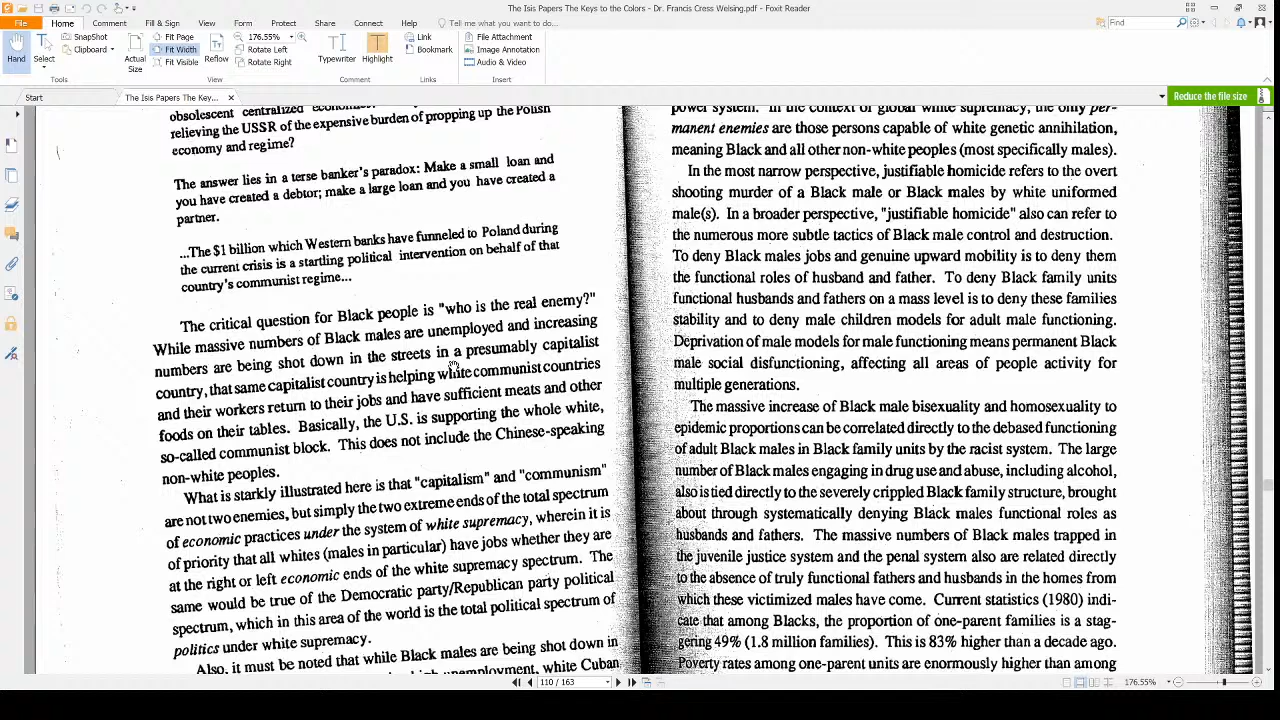 The Isis Papers The Keys to the Colors - Dr. Francis Cress Welsing.pdf - Foxit Reader
File
Home
Comment
Fill & Sign
View
Form
Protect
Share
Connect
Help
Tell me what you want to do...
Find
Hand
Select
SnapShot
Clipboard
Actual
Size
Fit Page
Fit Width
Fit Visible
Reflow
176.55%
Rotate Left
Rotate Right
Typewriter
Highlight
Link
Bookmark
File Attachment
Image Annotation
Audio & Video
Tools
View
Comment
Links
Insert
Start
The Isis Papers The Key...
Reduce the file size
obsolescent centralized
relieving the USSR of the expensive burden of propping up the Polish
economy and regime?
The answer lies in a terse banker's paradox: Make a small loan and
you have created a debtor; make a large loan and you have created a
partner.
...The $1 billion which Western banks have funneled to Poland during
the current crisis is a startling political intervention on behalf of that
country's communist regime...
The critical question for Black people is "who is the real enemy?"
While massive numbers of Black males are unemployed and increasing
numbers are being shot down in the streets in a presumably capitalist
country, that same capitalist country is helping white communist countries
and their workers return to their jobs and have sufficient meats and other
foods on their tables. Basically, the U.S. is supporting the whole white,
so-called communist block. This does not include the Chinese-speaking
non-white peoples.
What is starkly illustrated here is that "capitalism" and "communism"
are not two enemies, but simply the two extreme ends of the total spectrum
of economic practices under the system of white supremacy, wherein it is
of priority that all whites (males in particular) have jobs whether they are
at the right or left economic ends of the white supremacy spectrum. The
same would be true of the Democratic party/Republican party political
spectrum, which in this area of the world is the total political spectrum of
politics under white supremacy.
Also, it must be noted that while Black males are being shot down in
unemployment, white Cuban
power system. In the context of global white supremacy, the only per-
manent enemies are those persons capable of white genetic annihilation,
meaning Black and all other non-white peoples (most specifically males).
In the most narrow perspective, justifiable homicide refers to the overt
shooting murder of a Black male or Black males by white uniformed
male(s). In a broader perspective, "justifiable homicide" also can refer to
the numerous more subtle tactics of Black male control and destruction.
To deny Black males jobs and genuine upward mobility is to deny them
the functional roles of husband and father. To deny Black family units
functional husbands and fathers on a mass level is to deny these families
stability and to deny male children models for adult male functioning.
Deprivation of male models for male functioning means permanent Black
male social disfunctioning, affecting all areas of people activity for
multiple generations.
The massive increase of Black male bisexuality and homosexuality to
epidemic proportions can be correlated directly to the debased functioning
of adult Black males in Black family units by the racist system. The large
number of Black males engaging in drug use and abuse, including alcohol,
also is tied directly to the severely crippled Black family structure, brought
about through systematically denying Black males functional roles as
husbands and fathers. The massive numbers of Black males trapped in
the juvenile justice system and the penal system also are related directly
to the absence of truly functional fathers and husbands in the homes from
which these victimized males have come. Current statistics (1980) indi-
cate that among Blacks, the proportion of one-parent families is a stag-
gering 49% (1.8 million families). This is 83% higher than a decade ago.
Poverty rates among one-parent units are enormously higher than among
110 / 163
176.55%